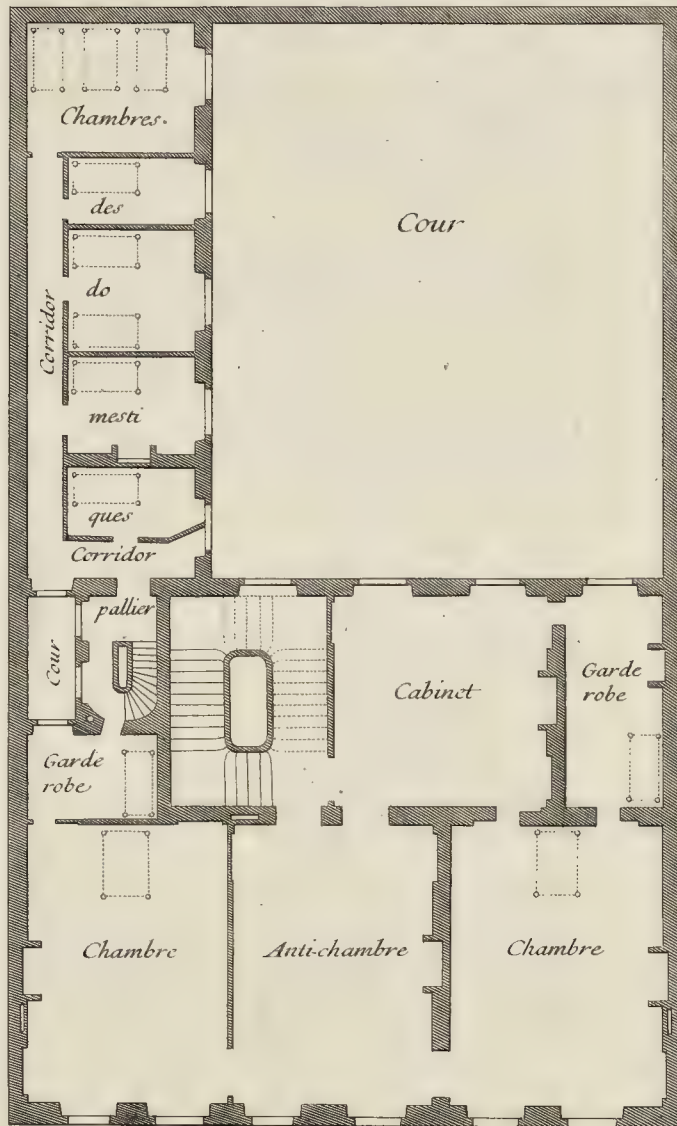 Chambres.
des
do
mesti
ques
Corridor
Corridor
Cour
pallier
Cour
Garde
robe
Cabinet
Garde
robe
Chambre
Anti-chambre
Chambre